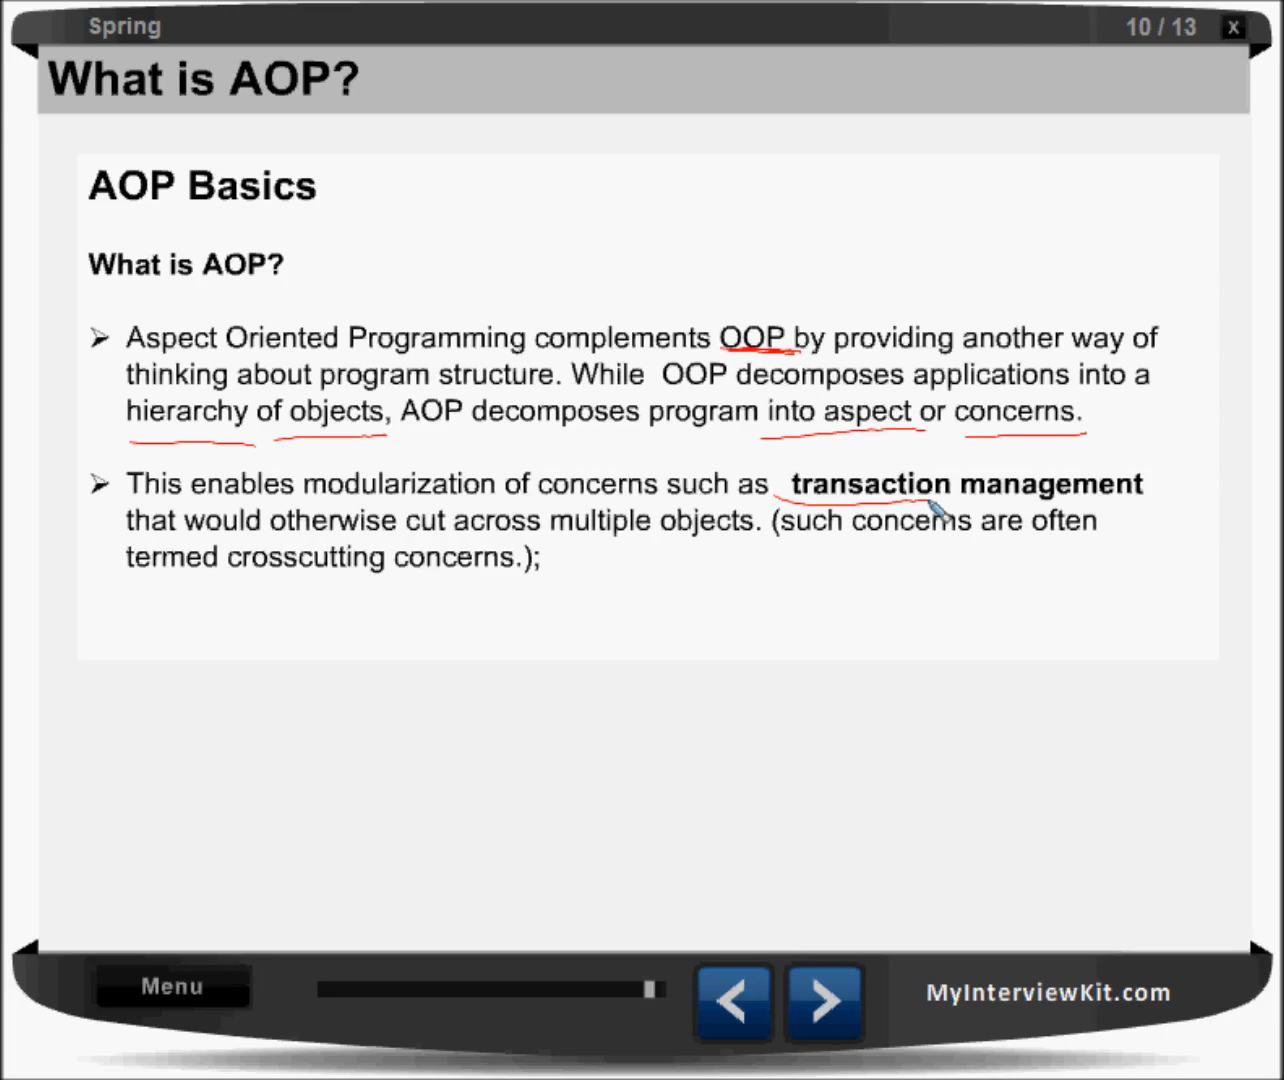 Spring
10 / 13
x
What is AOP?
AOP Basics
What is AOP?
Aspect Oriented Programming complements OOP by providing another way of
thinking about program structure. While OOP decomposes applications into a
hierarchy of objects, AOP decomposes program into aspect or concerns.
This enables modularization of concerns such as transaction management
that would otherwise cut across multiple objects. (such concerns are often
termed crosscutting concerns.);
Menu
MyInterviewKit.com